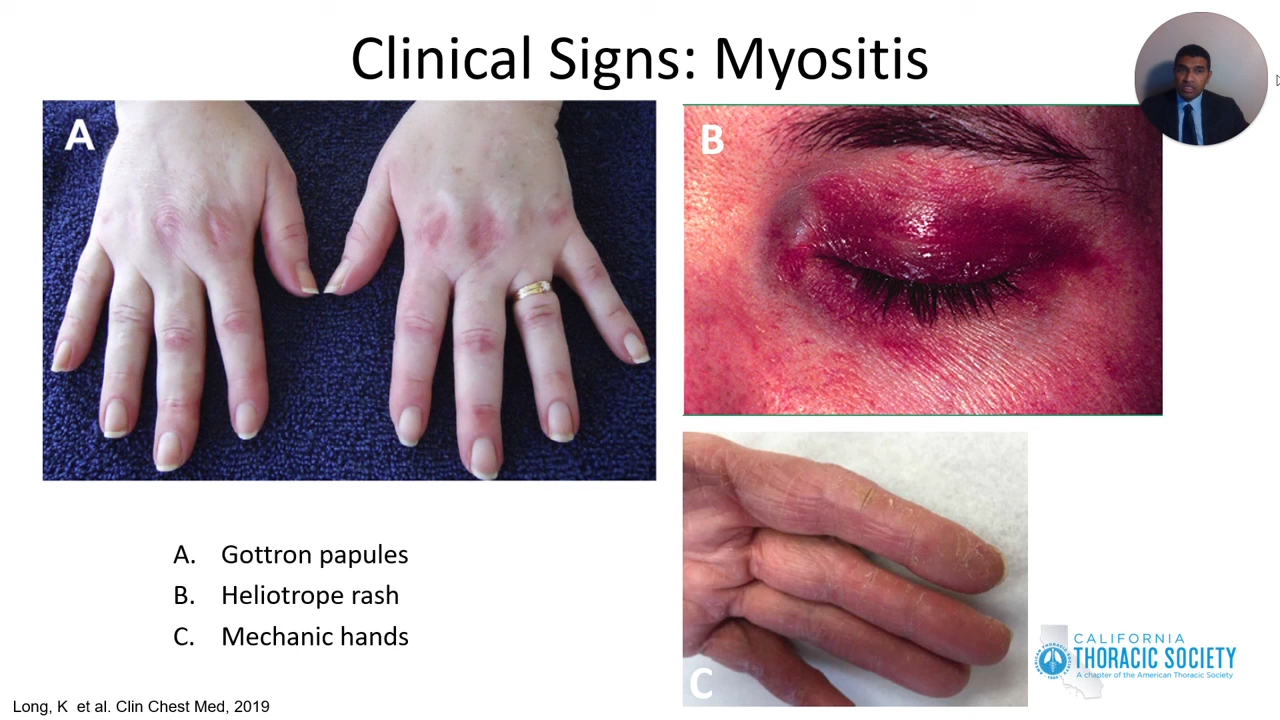 Clinical Signs: Myositis
A
B
A. Gottron papules
B. Heliotrope rash
C. Mechanic hands
C
CALIFORNIA
THORACIC SOCIETY
A chapter of the American Thoracic Society
Long, K et al. Clin Chest Med, 2019